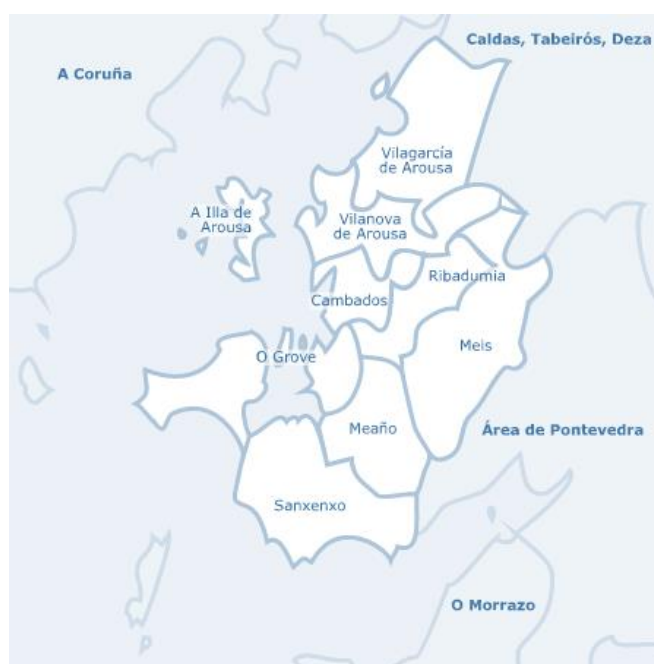 Caldas, Tabeirós, Deza
A Coruña
Vilagarcía
de Arousa
A Illa de
Arousa
Vilanova
de Arousa
Ribadumia
Cambados
O Grove
Meis
Meaño
Área de Pontevedra
Sanxenxo
O Morrazo